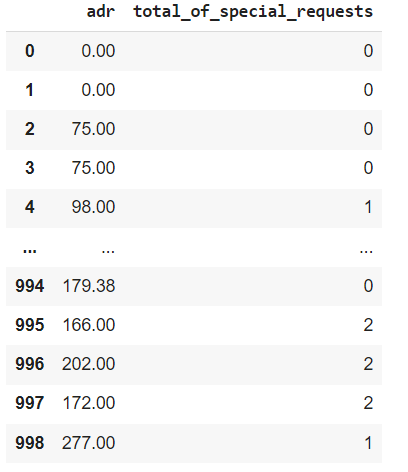 adr total_of_special_requests
0 0.00 0
1 0.00 0
2 75.00 0
3 75.00 0
4 98.00 1
... ... ...
994 179.38 0
995 166.00 2
996 202.00 2
997 172.00 2
998 277.00 1